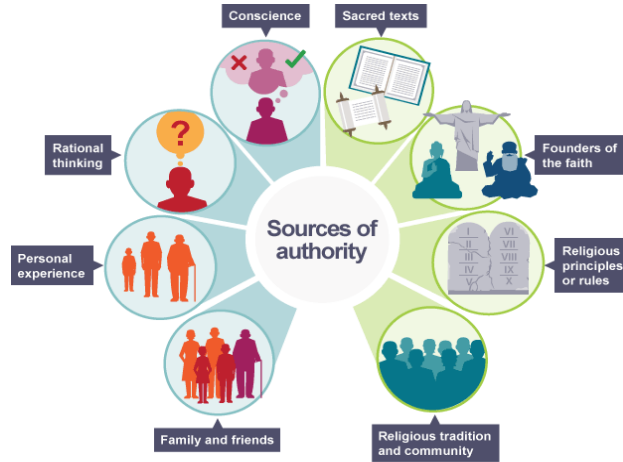 Conscience
Sacred texts
Rational
thinking
?
Founders
of the faith
Sources of
authority
Personal
experience
I VI
II VII
III VIII
IV IX
V X
Religious
principles
or rules
Family and friends
Religious tradition
and community